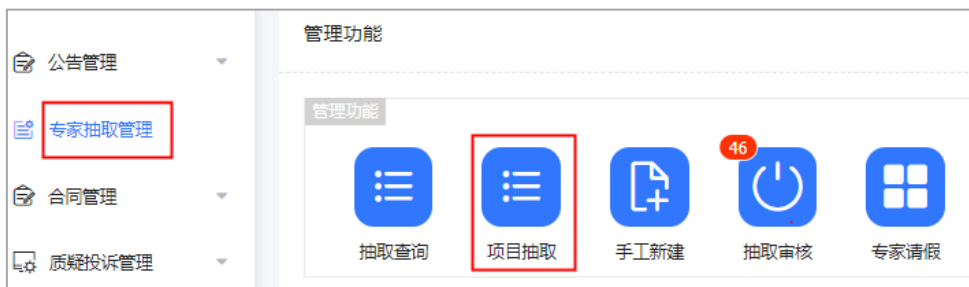 公告管理
专家抽取管理
合同管理
质疑投诉管理
管理功能
管理功能
46
抽取查询
项目抽取
手工新建
抽取审核
专家请假